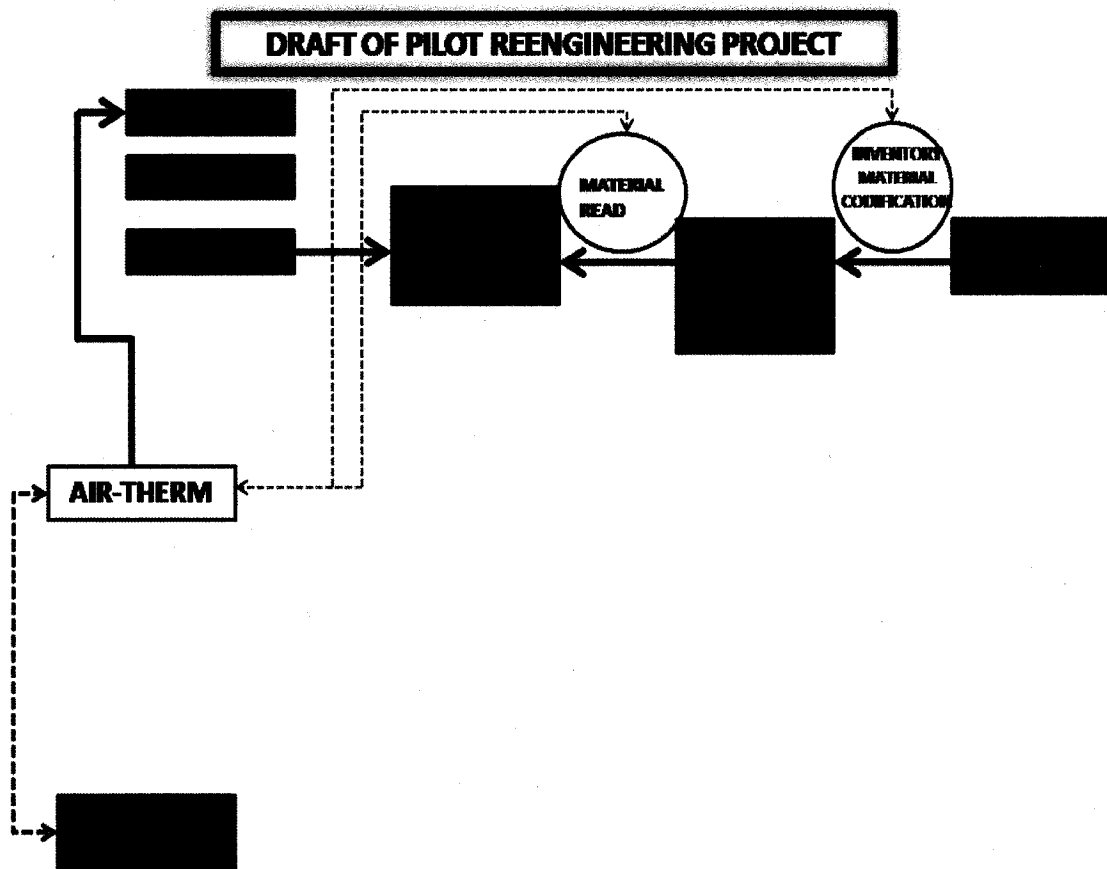 DRAFT OF PILOT REENGINEERING PROJECT
MATERIAL
READ
INVENTORY
MATERIAL
CODIFICATION
AIR-THERM